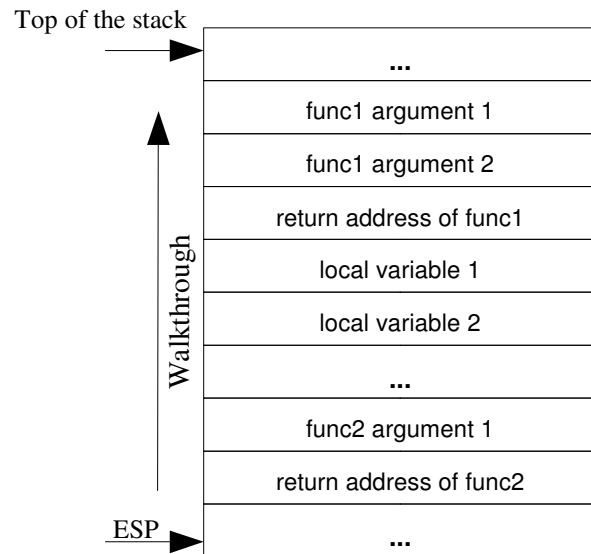 Top of the stack
...
func1 argument 1
func1 argument 2
return address of func1
local variable 1
local variable 2
...
func2 argument 1
return address of func2
...
Walkthrough
ESP